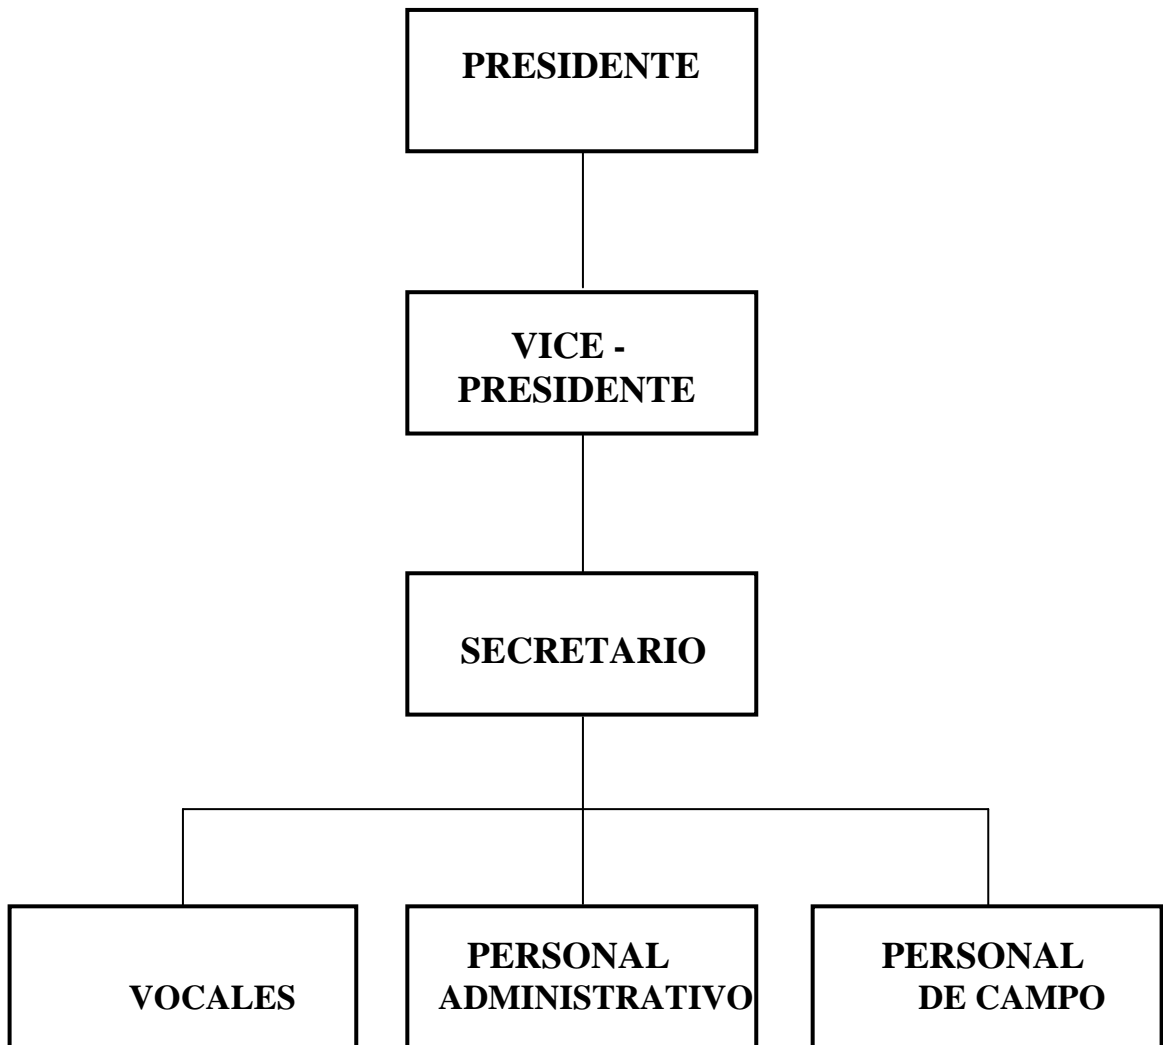 PRESIDENTE
VICE -
PRESIDENTE
SECRETARIO
VOCALES
PERSONAL
ADMINISTRATIVO
PERSONAL
DE CAMPO